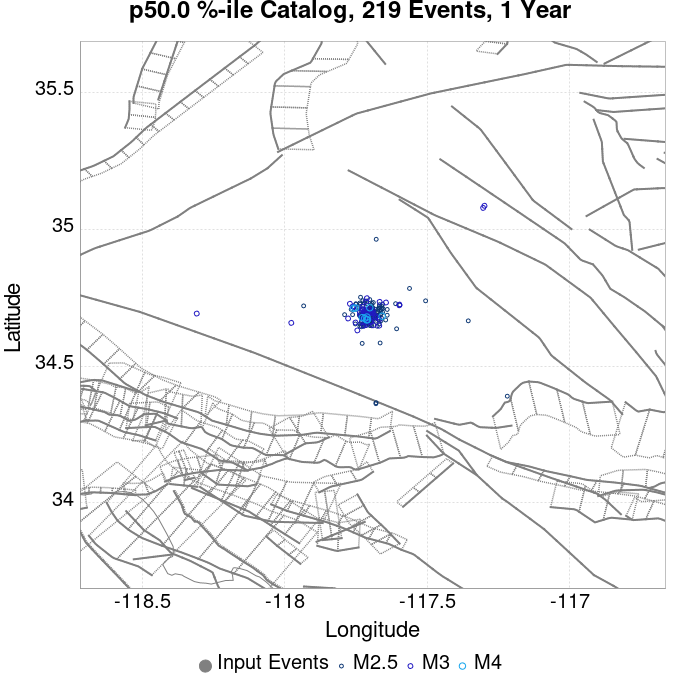 p50.0 %-ile Catalog, 219 Events, 1 Year
35.5
35
34.5
34
Latitude
-118.5 -118 -117.5 -117
Longitude
Input Events M2.5 M3 M4